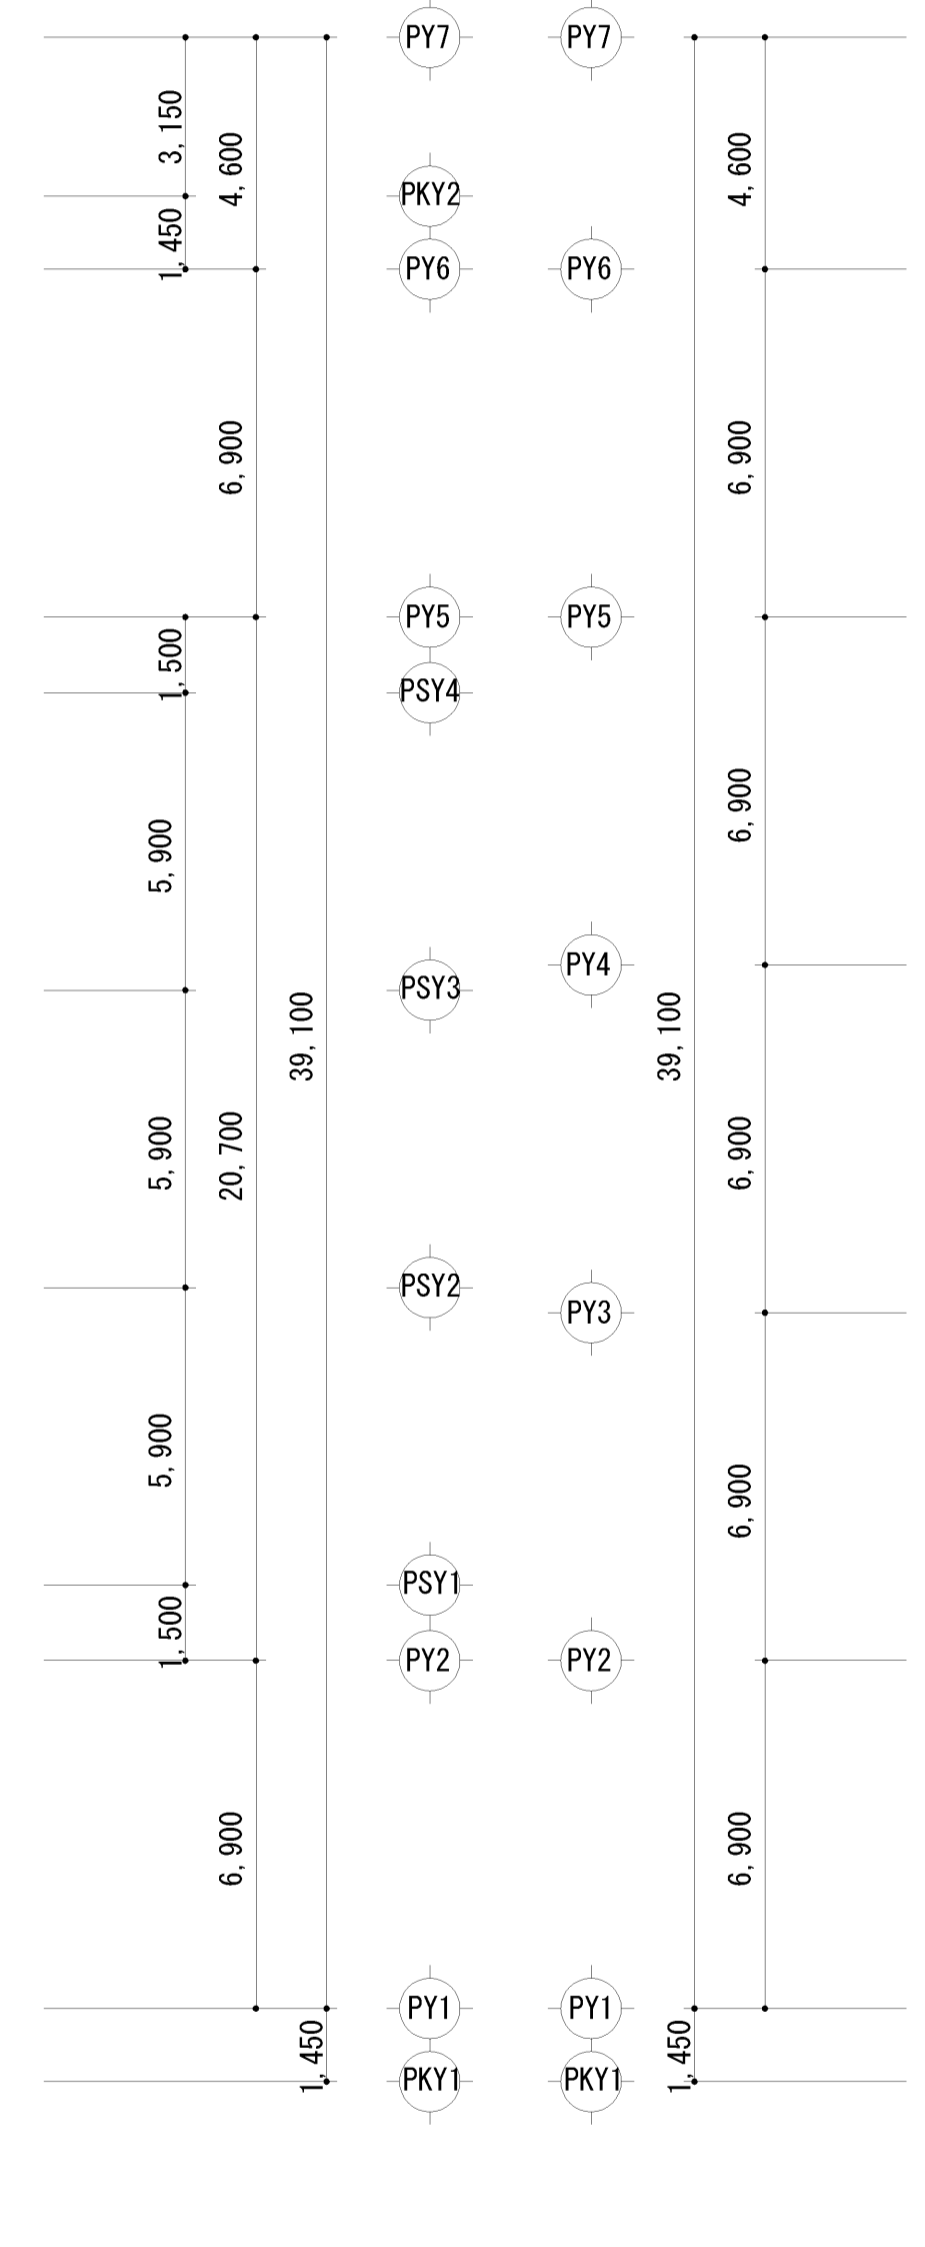 PY7 PY7
3,150 4,600 4,600
PKY2
1,450
PY6 PY6
6,900 6,900
PY5 PY5
1,500
PSY4
5,900 6,900
PSY3 PY4
39,100 39,100
5,900 20,700 6,900
PSY2 PY3
5,900 6,900
PSY1
1,500
PY2 PY2
6,900 6,900
PY1 PY1
1,450 1,450
PKY1 PKY1